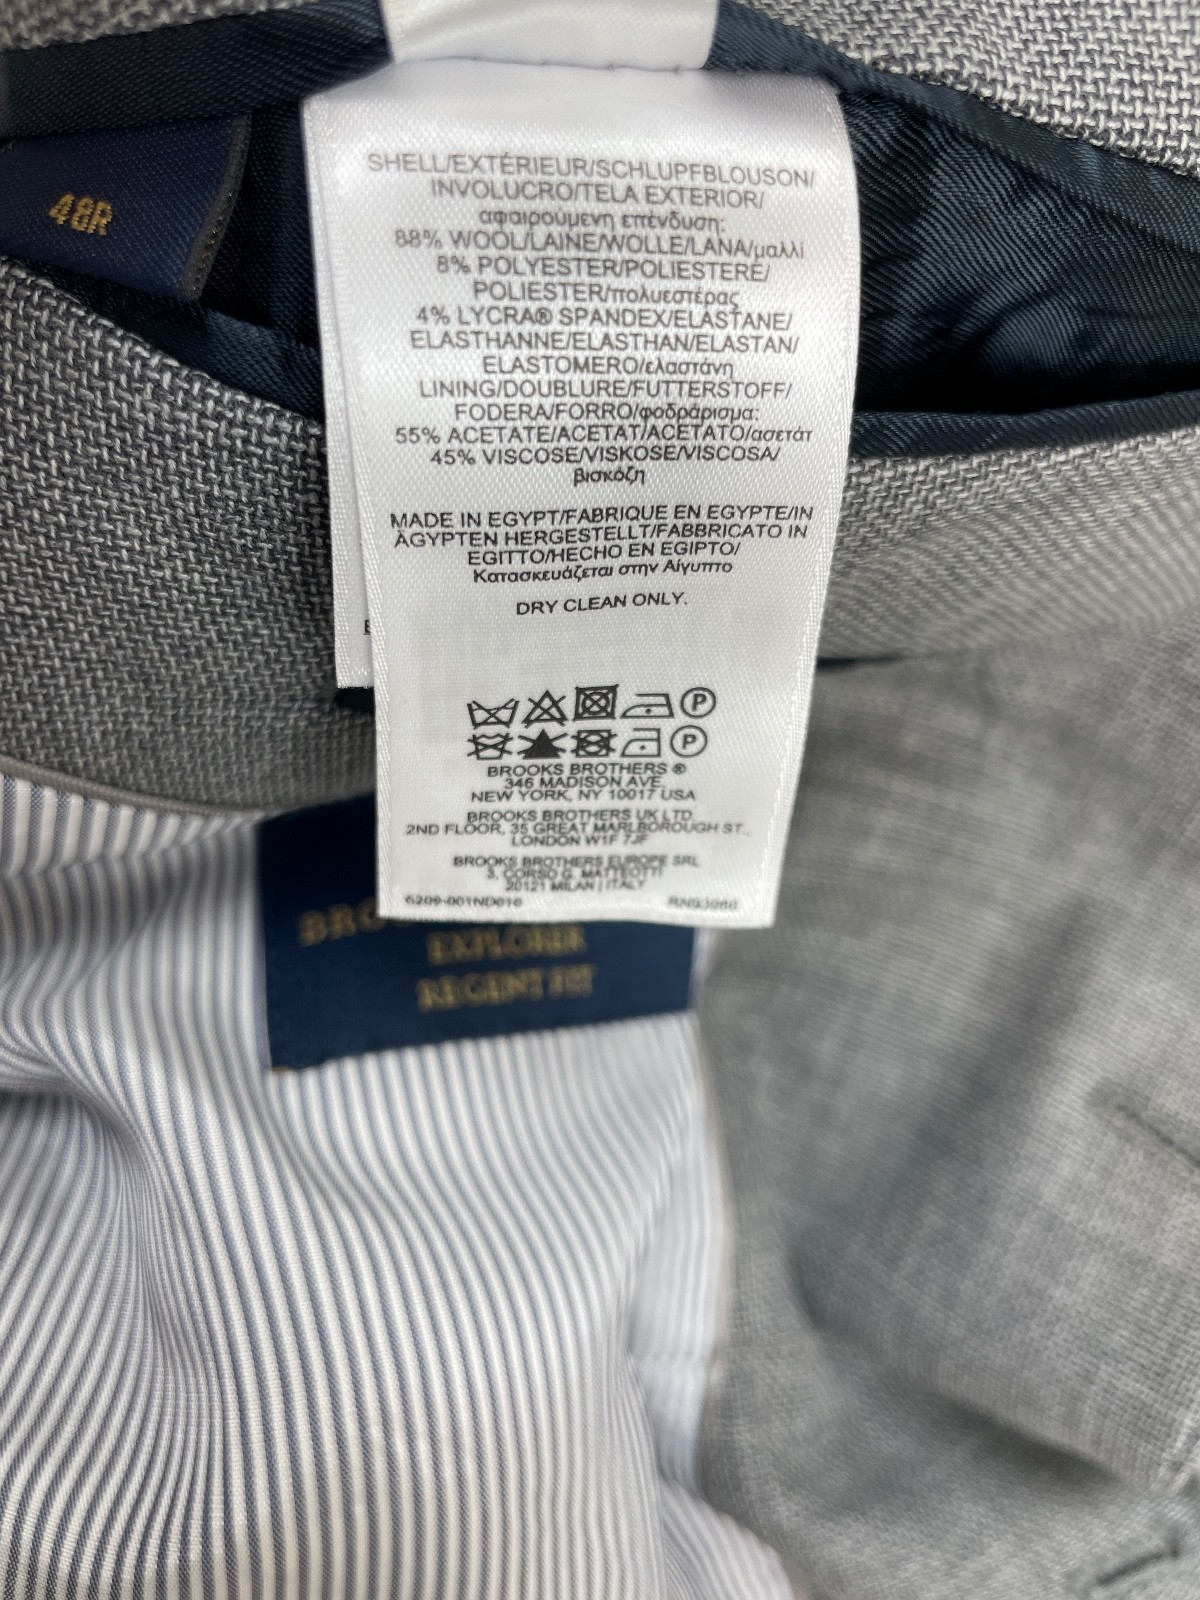 48R
SHELL/EXTÉRIEUR/SCHLUPFBLOUSON/
INVOLUCRO/TELA EXTERIOR/
αφαιρούμενη επένδυση:
88% WOOL/LAINE/WOLLE/LANA/μαλλί
8% POLYESTER/POLIESTERE/
POLIESTER/πολυεστέρας
4% LYCRA® SPANDEX/ELASTANE/
ELASTHANNE/ELASTHAN/ELASTAN/
ELASTOMERO/ελαστάνη
LINING/DOUBLURE/FUTTERSTOFF/
FODERA/FORRO/φοδράρισμα:
55% ACETATE/ACETAT/ACETATO/ασετάτ
45% VISCOSE/VISKOSE/VISCOSA/
βισκόζη
MADE IN EGYPT/FABRIQUE EN EGYPTE/IN
ÄGYPTEN HERGESTELLT/FABBRICATO IN
EGITTO/HECHO EN EGIPTO/
Κατασκευάζεται στην Αίγυπτο
DRY CLEAN ONLY.
P
P
BROOKS BROTHERS ®
346 MADISON AVE.
NEW YORK, NY 10017 USA
BROOKS BROTHERS UK LTD
2ND FLOOR, 35 GREAT MARLBOROUGH ST.,
LONDON W1F 7JF
BROOKS BROTHERS EUROPE SRL
3, CORSO G. MATTEOTTI
20121 MILAN | ITALY
6209-001ND016 RN93966
EXPLORER
REGENT FIT